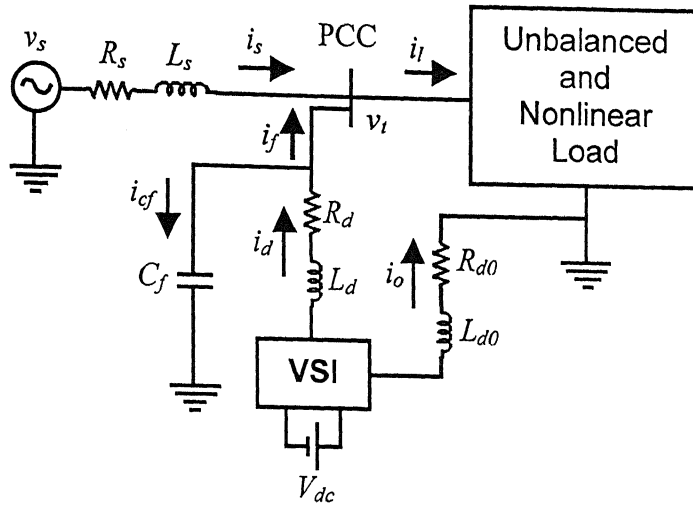 v_s
R_s
L_s
i_s
PCC
i_l
Unbalanced
and
Nonlinear
Load
v_t
i_f
i_cf
R_d
i_d
C_f
L_d
i_o
R_d0
L_d0
VSI
V_dc